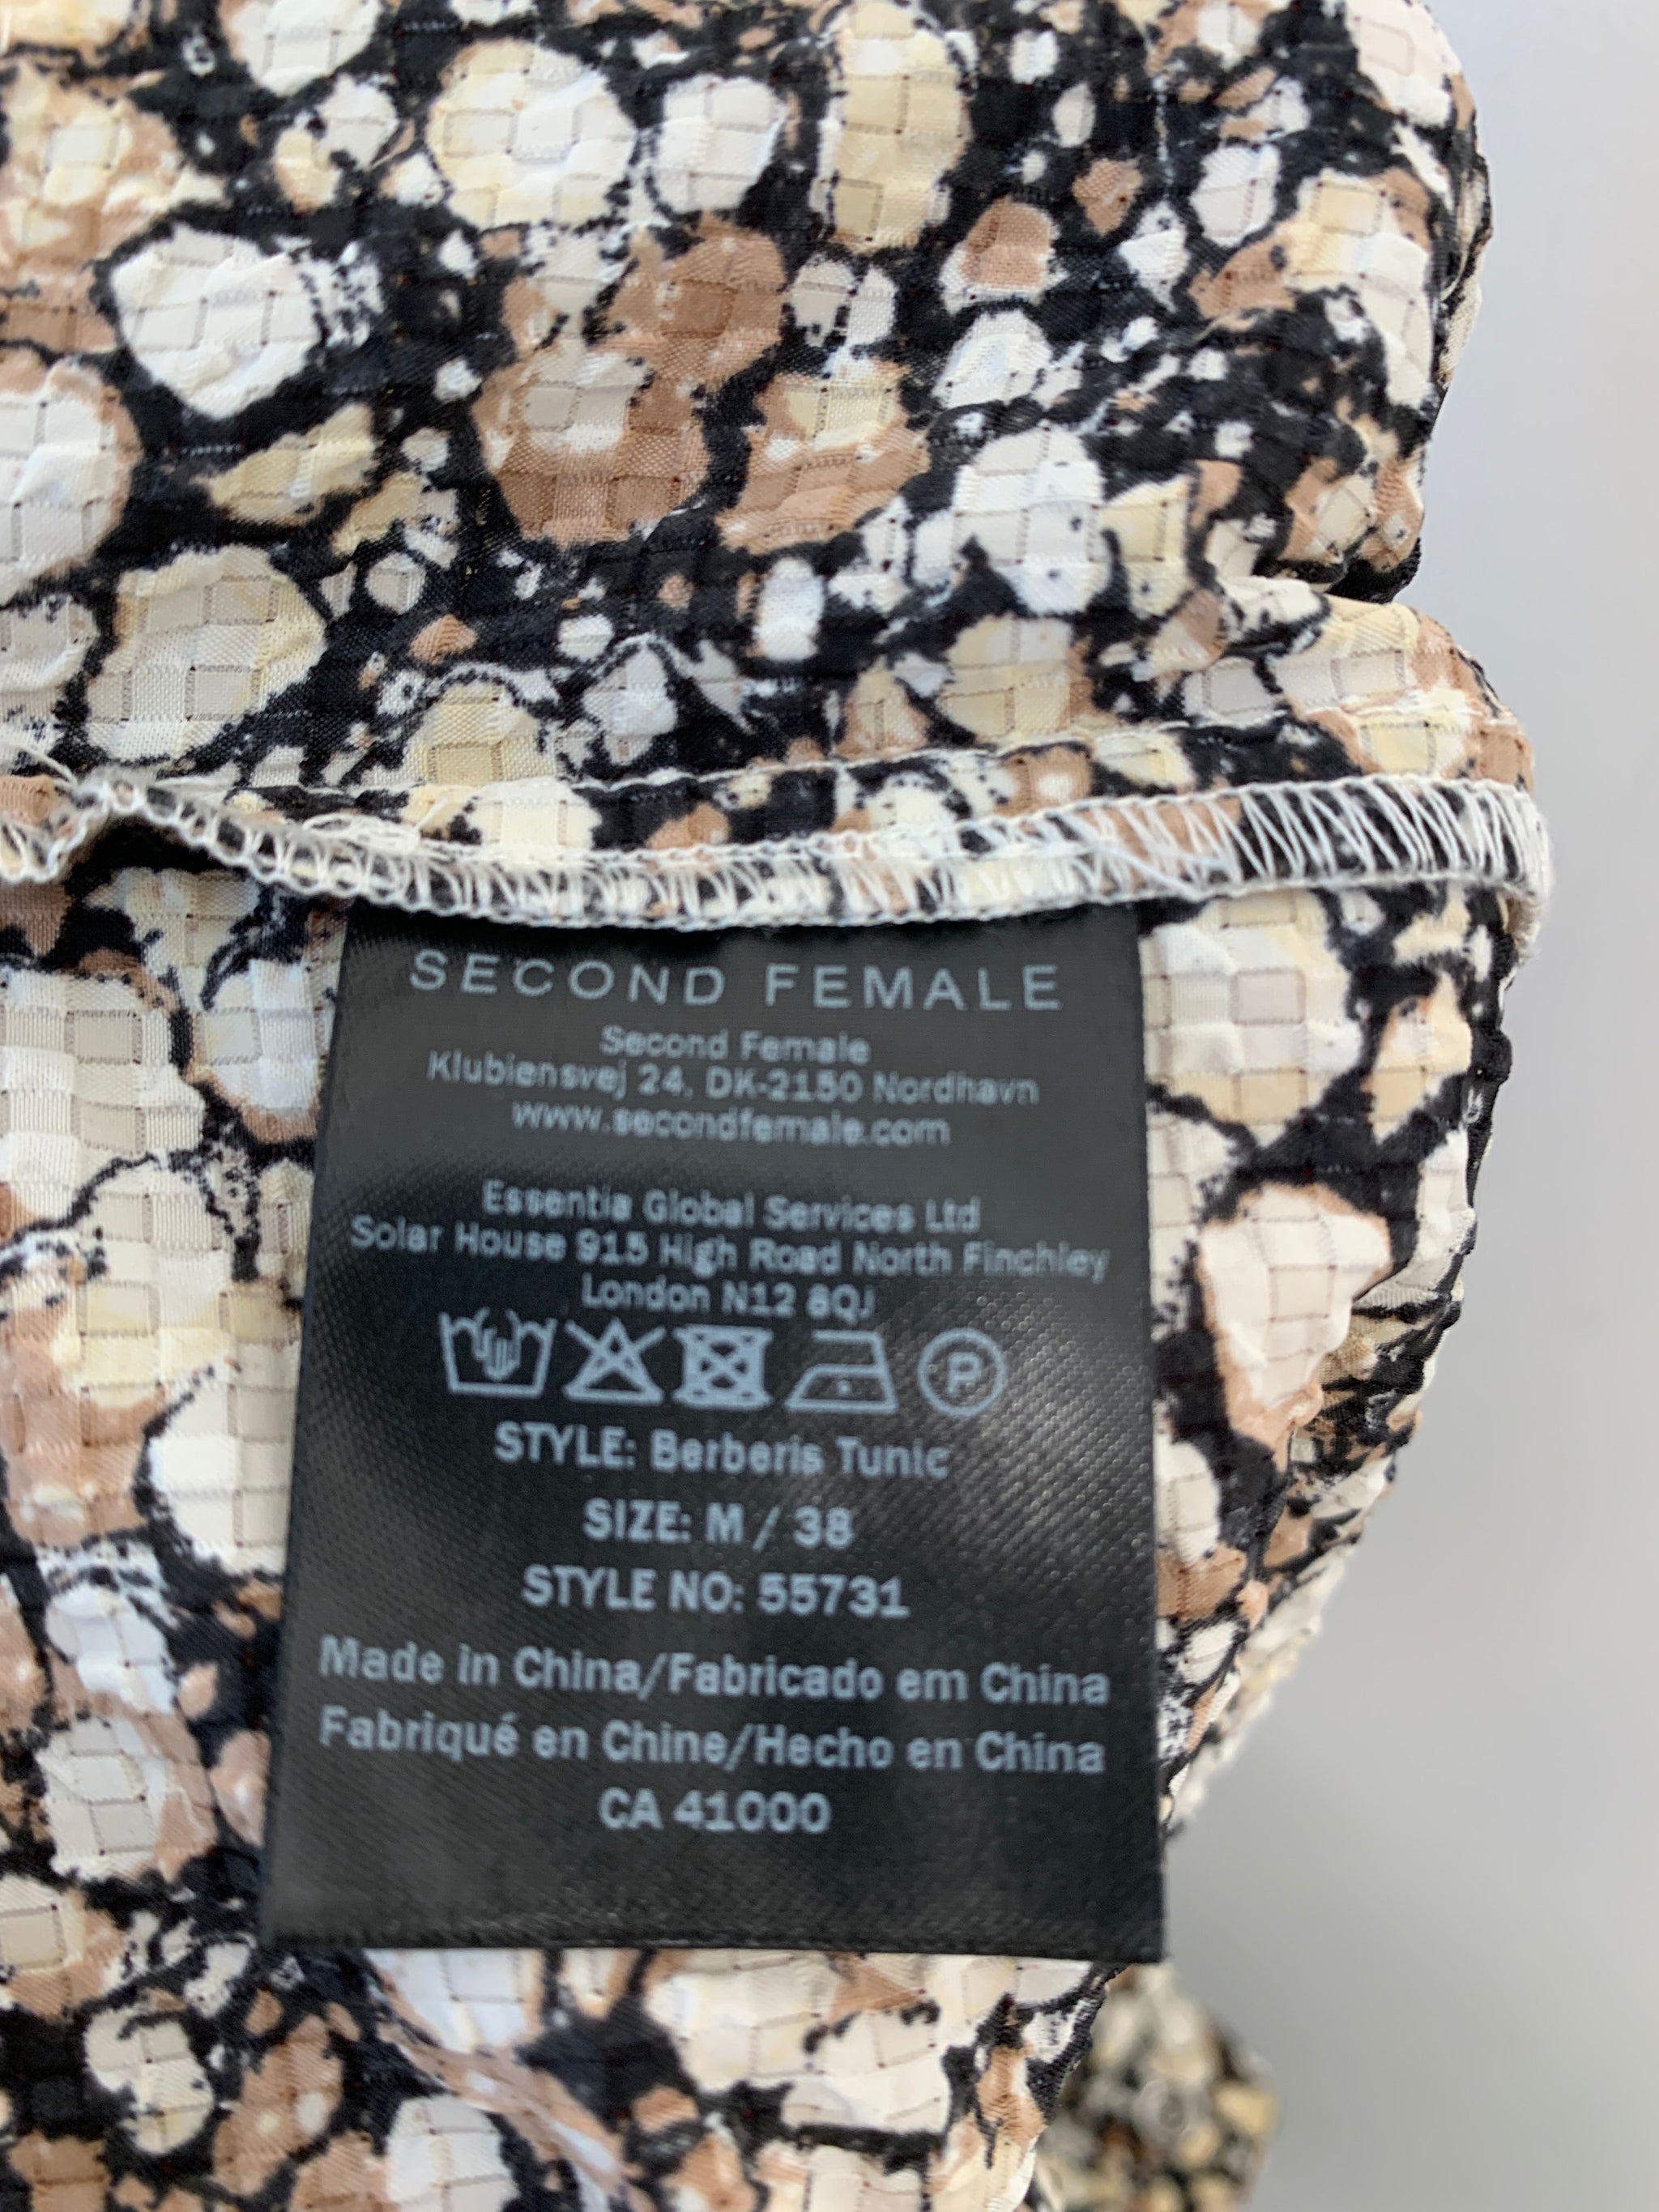 SECOND FEMALE
Second Female
Klubiensvej 24, DK-2150 Nordhavn
www.secondfemale.com
Essentia Global Services Ltd
Solar House 915 High Road North Finchley
London N12 8QJ
P
STYLE: Berberis Tunic
SIZE: M / 38
STYLE NO: 55731
Made in China/Fabricado em China
Fabriqué en Chine/Hecho en China
CA 41000